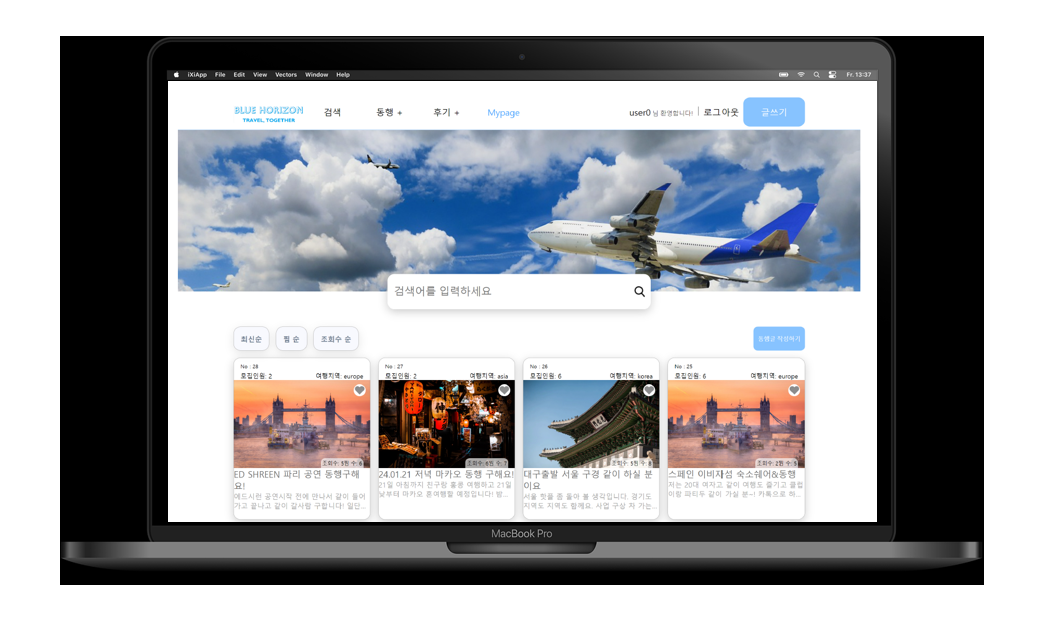 iXiApp File Edit View Vectors Window Help Fr. 13:37
BLUE HORIZON
TRAVEL, TOGETHER
검색 동행 + 후기 + Mypage user0 님 환영합니다! | 로그아웃 글쓰기
검색어를 입력하세요
최신순 찜 순 조회수 순 동행글 작성하기
No : 28
모집인원: 2 여행지역: europe
조회수: 5찜 수: 6
ED SHREEN 파리 공연 동행구해
요!
에드시런 공연시작 전에 만나서 같이 들어
가고 끝나고 같이 갈사람 구합니다! 일단...
No : 27
모집인원: 2 여행지역: asia
조회수: 6찜 수: 7
24.01.21 저녁 마카오 동행 구해요!
21일 아침까지 친구랑 홍콩 여행하고 21일
낮부터 마카오 혼여행할 예정입니다! 밤...
No : 26
모집인원: 6 여행지역: korea
조회수: 9찜 수: 8
대구출발 서울 구경 같이 하실 분
이요
서울 핫플 쫌 돌아 볼 생각입니다. 경기도
지역도 지역도 함께요. 사업 구상 차 가는...
No : 25
모집인원: 6 여행지역: europe
조회수: 2찜 수: 5
스페인 이비자섬 숙소쉐어&동행
저는 20대 여자고 같이 여행도 즐기고 클럽
이랑 파티두 같이 가실 분~! 카톡으로 하...
MacBook Pro